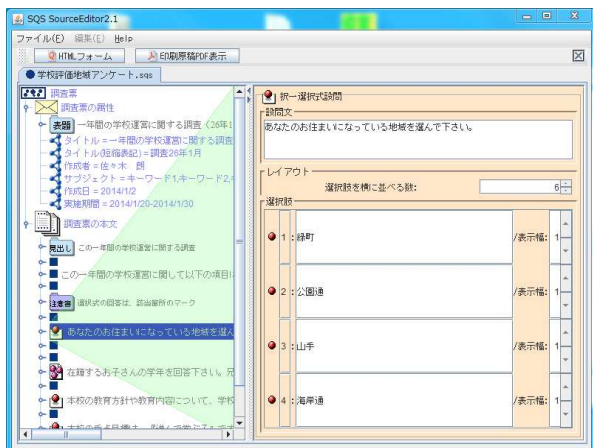 SQS SourceEditor2.1
ファイル(F) 編集(E) Help
HTMLフォーム 印刷原稿PDF表示
学校評価地域アンケート.sqs
調査票
調査票の属性
表題 一年間の学校運営に関する調査(26年1
タイトル=一年間の学校運営に関する調査
タイトル(短縮表記)=調査26年1月
作成者=佐々木 朗
サブジェクト=キーワード1,キーワード2,
作成日=2014/1/2
実施期間=2014/1/20-2014/1/30
調査票の本文
見出し この一年間の学校運営に関する調査
この一年間の学校運営に関して以下の項目
注意書 選択式の回答は、該当箇所のマーク
あなたのお住まいになっている地域を選ん
在籍するお子さんの学年を回答下さい。兄
本校の教育方針や教育内容について、学校
択一選択式設問
設問文
あなたのお住まいになっている地域を選んで下さい。
レイアウト
選択肢を横に並べる数: 6
選択肢
1 :緑町 /表示幅: 1
2 :公園通 /表示幅: 1
3 :山手 /表示幅: 1
4 :海岸通 /表示幅: 1